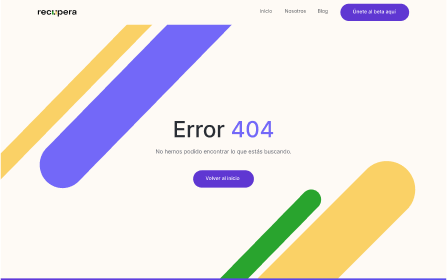 recupera
Inicio
Nosotros
Blog
Únete al beta aquí
Error 404
No hemos podido encontrar lo que estás buscando.
Volver al inicio